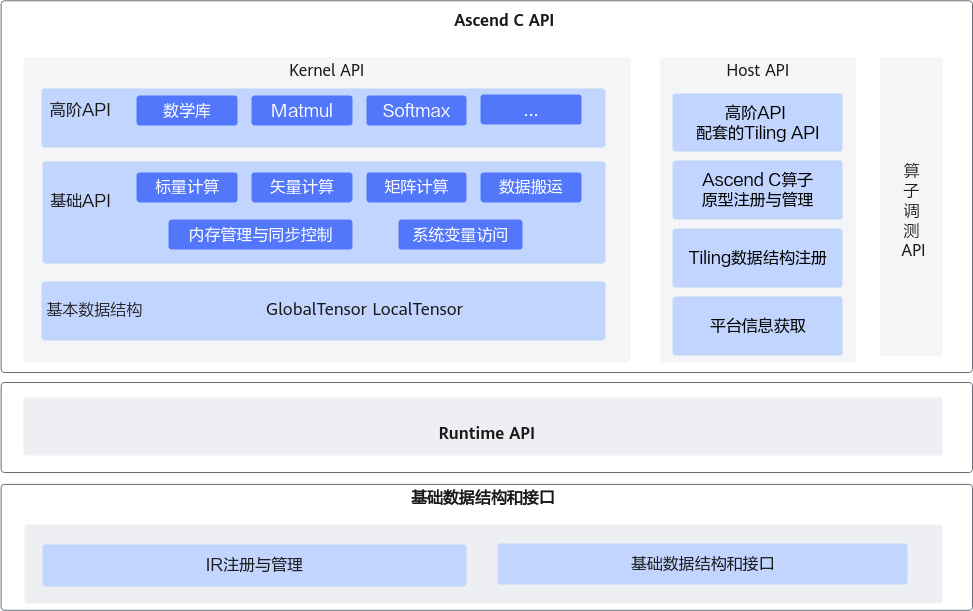 Ascend C API
Kernel API
高阶API
数学库
Matmul
Softmax
...
基础API
标量计算
矢量计算
矩阵计算
数据搬运
内存管理与同步控制
系统变量访问
基本数据结构
GlobalTensor LocalTensor
Host API
高阶API
配套的Tiling API
Ascend C算子
原型注册与管理
Tiling数据结构注册
平台信息获取
算
子
调
测
API
Runtime API
基础数据结构和接口
IR注册与管理
基础数据结构和接口